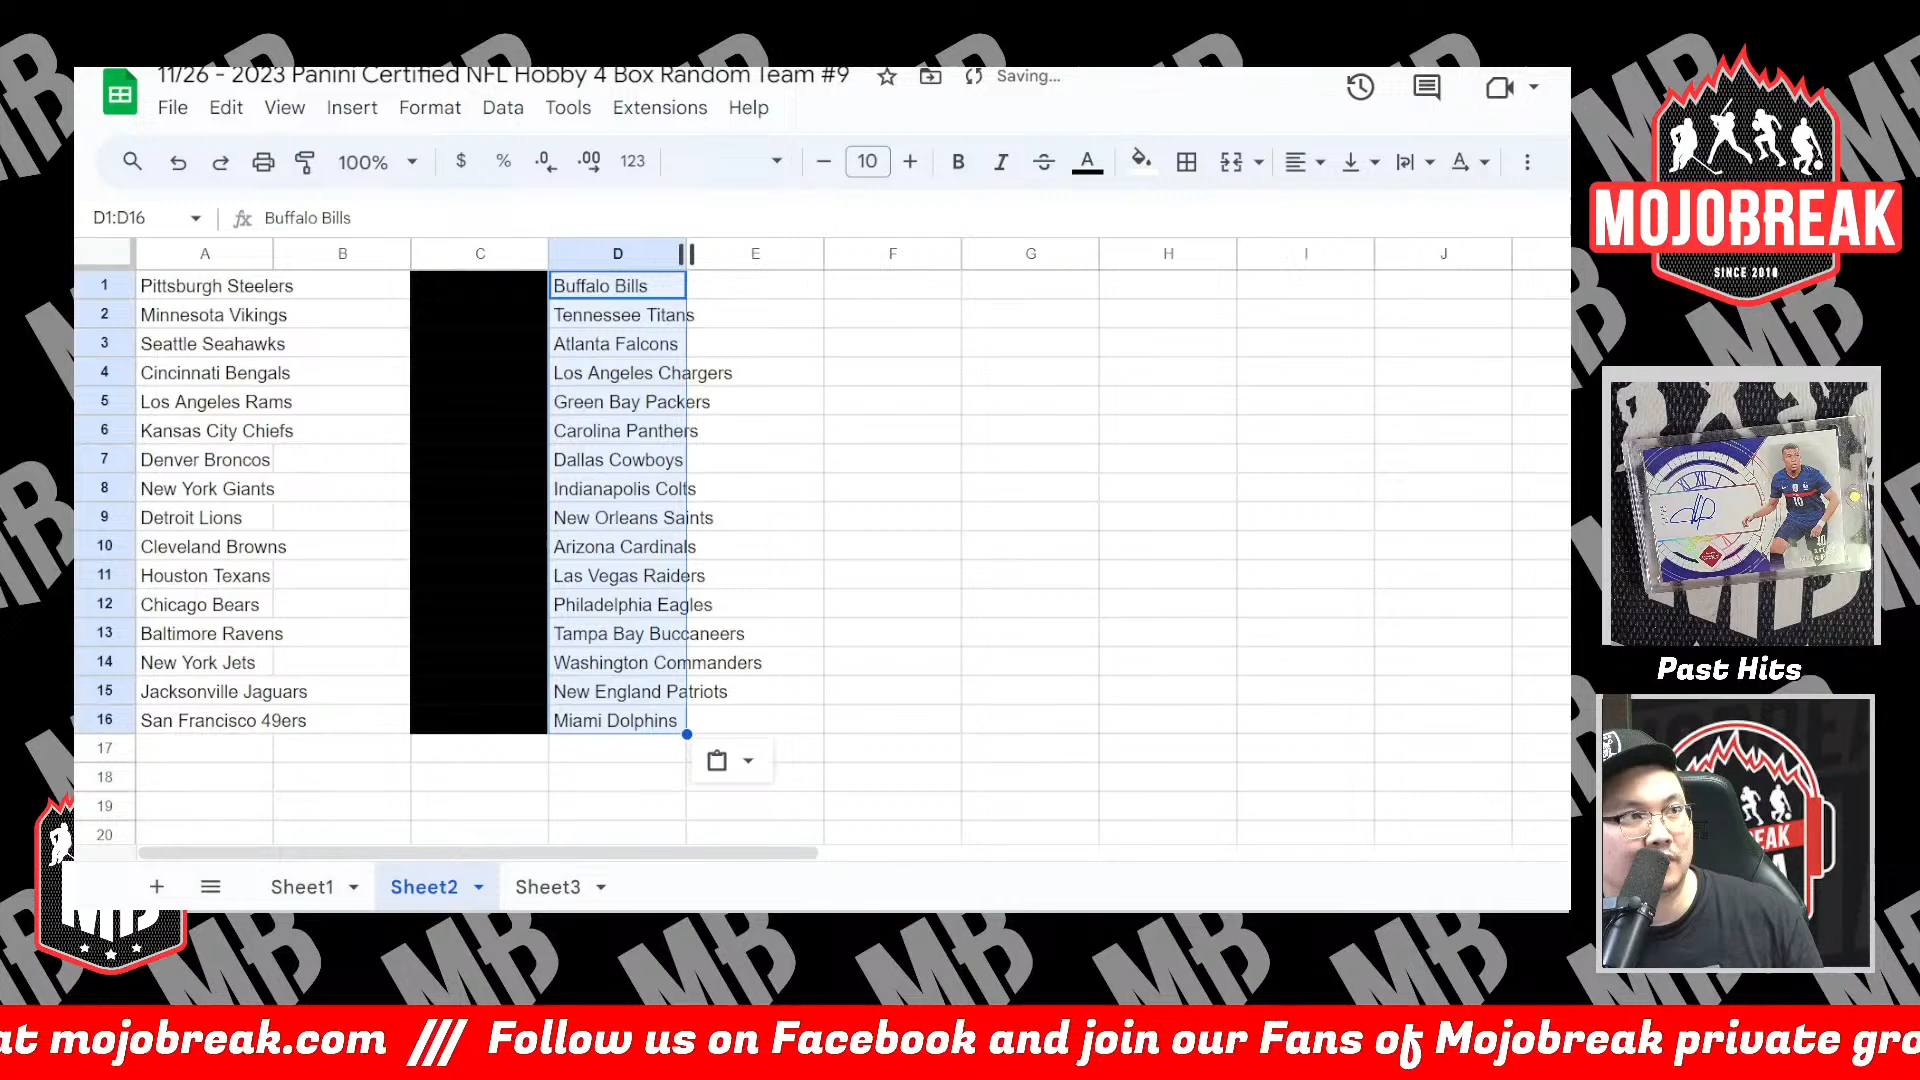 11/26 - 2023 Panini Certified NFL Hobby 4 Box Random Team #9 Saving...
File Edit View Insert Format Data Tools Extensions Help
100% $ % .0 .00 123 10 B I A
D1:D16 fx Buffalo Bills
A B C D E F G H I J
1 Pittsburgh Steelers Buffalo Bills
2 Minnesota Vikings Tennessee Titans
3 Seattle Seahawks Atlanta Falcons
4 Cincinnati Bengals Los Angeles Chargers
5 Los Angeles Rams Green Bay Packers
6 Kansas City Chiefs Carolina Panthers
7 Denver Broncos Dallas Cowboys
8 New York Giants Indianapolis Colts
9 Detroit Lions New Orleans Saints
10 Cleveland Browns Arizona Cardinals
11 Houston Texans Las Vegas Raiders
12 Chicago Bears Philadelphia Eagles
13 Baltimore Ravens Tampa Bay Buccaneers
14 New York Jets Washington Commanders
15 Jacksonville Jaguars New England Patriots
16 San Francisco 49ers Miami Dolphins
17
18
19
20
Sheet1 Sheet2 Sheet3
MOJOBREAK
SINCE 2010
Past Hits
at mojobreak.com /// Follow us on Facebook and join our Fans of Mojobreak private gro